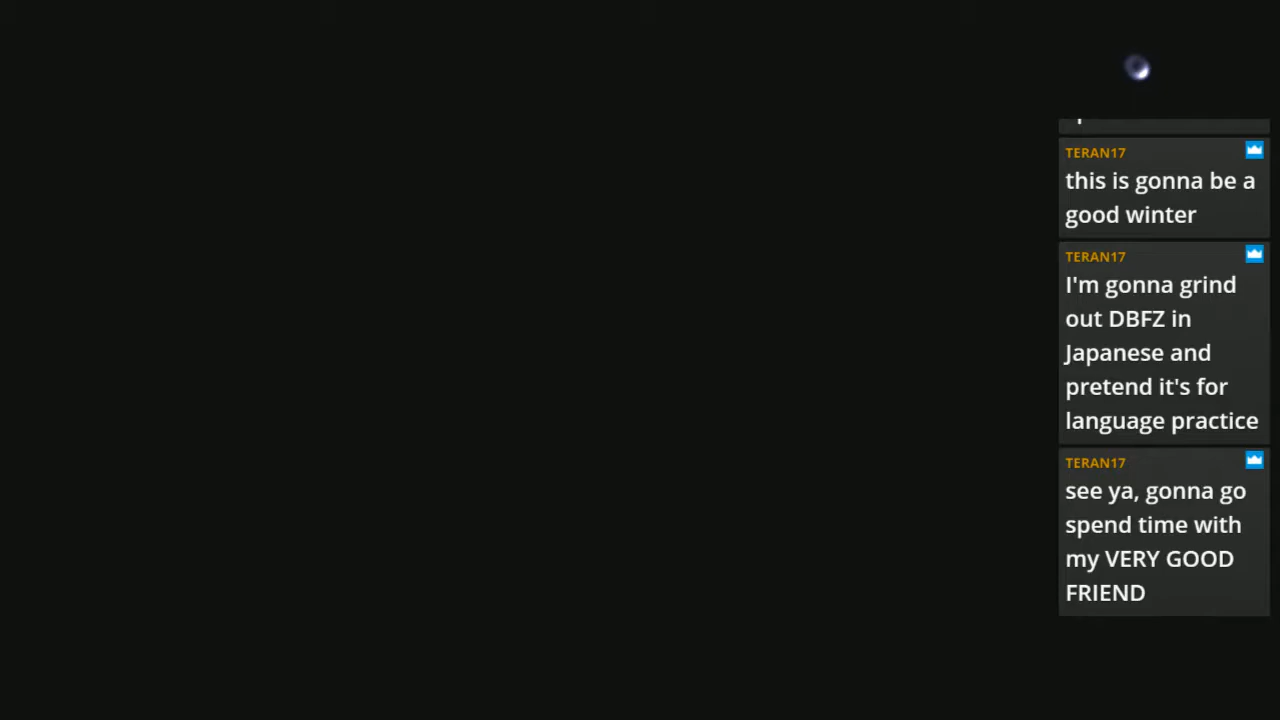 TERAN17
this is gonna be a
good winter
TERAN17
I'm gonna grind
out DBFZ in
Japanese and
pretend it's for
language practice
TERAN17
see ya, gonna go
spend time with
my VERY GOOD
FRIEND